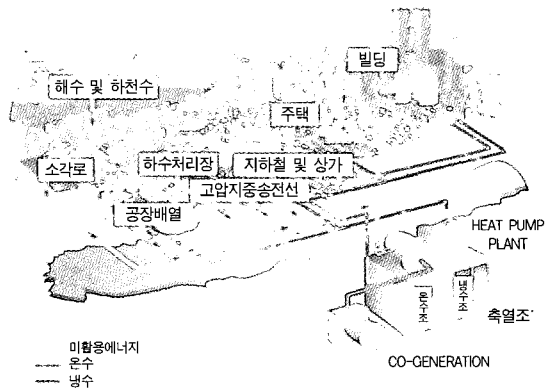 빌딩
해수 및 하천수
주택
소각로
하수처리장
지하철 및 상가
고압지중송전선
공장배열
HEAT PUMP
PLANT
온수조
냉수조
축열조
미활용에너지
온수
냉수
CO-GENERATION